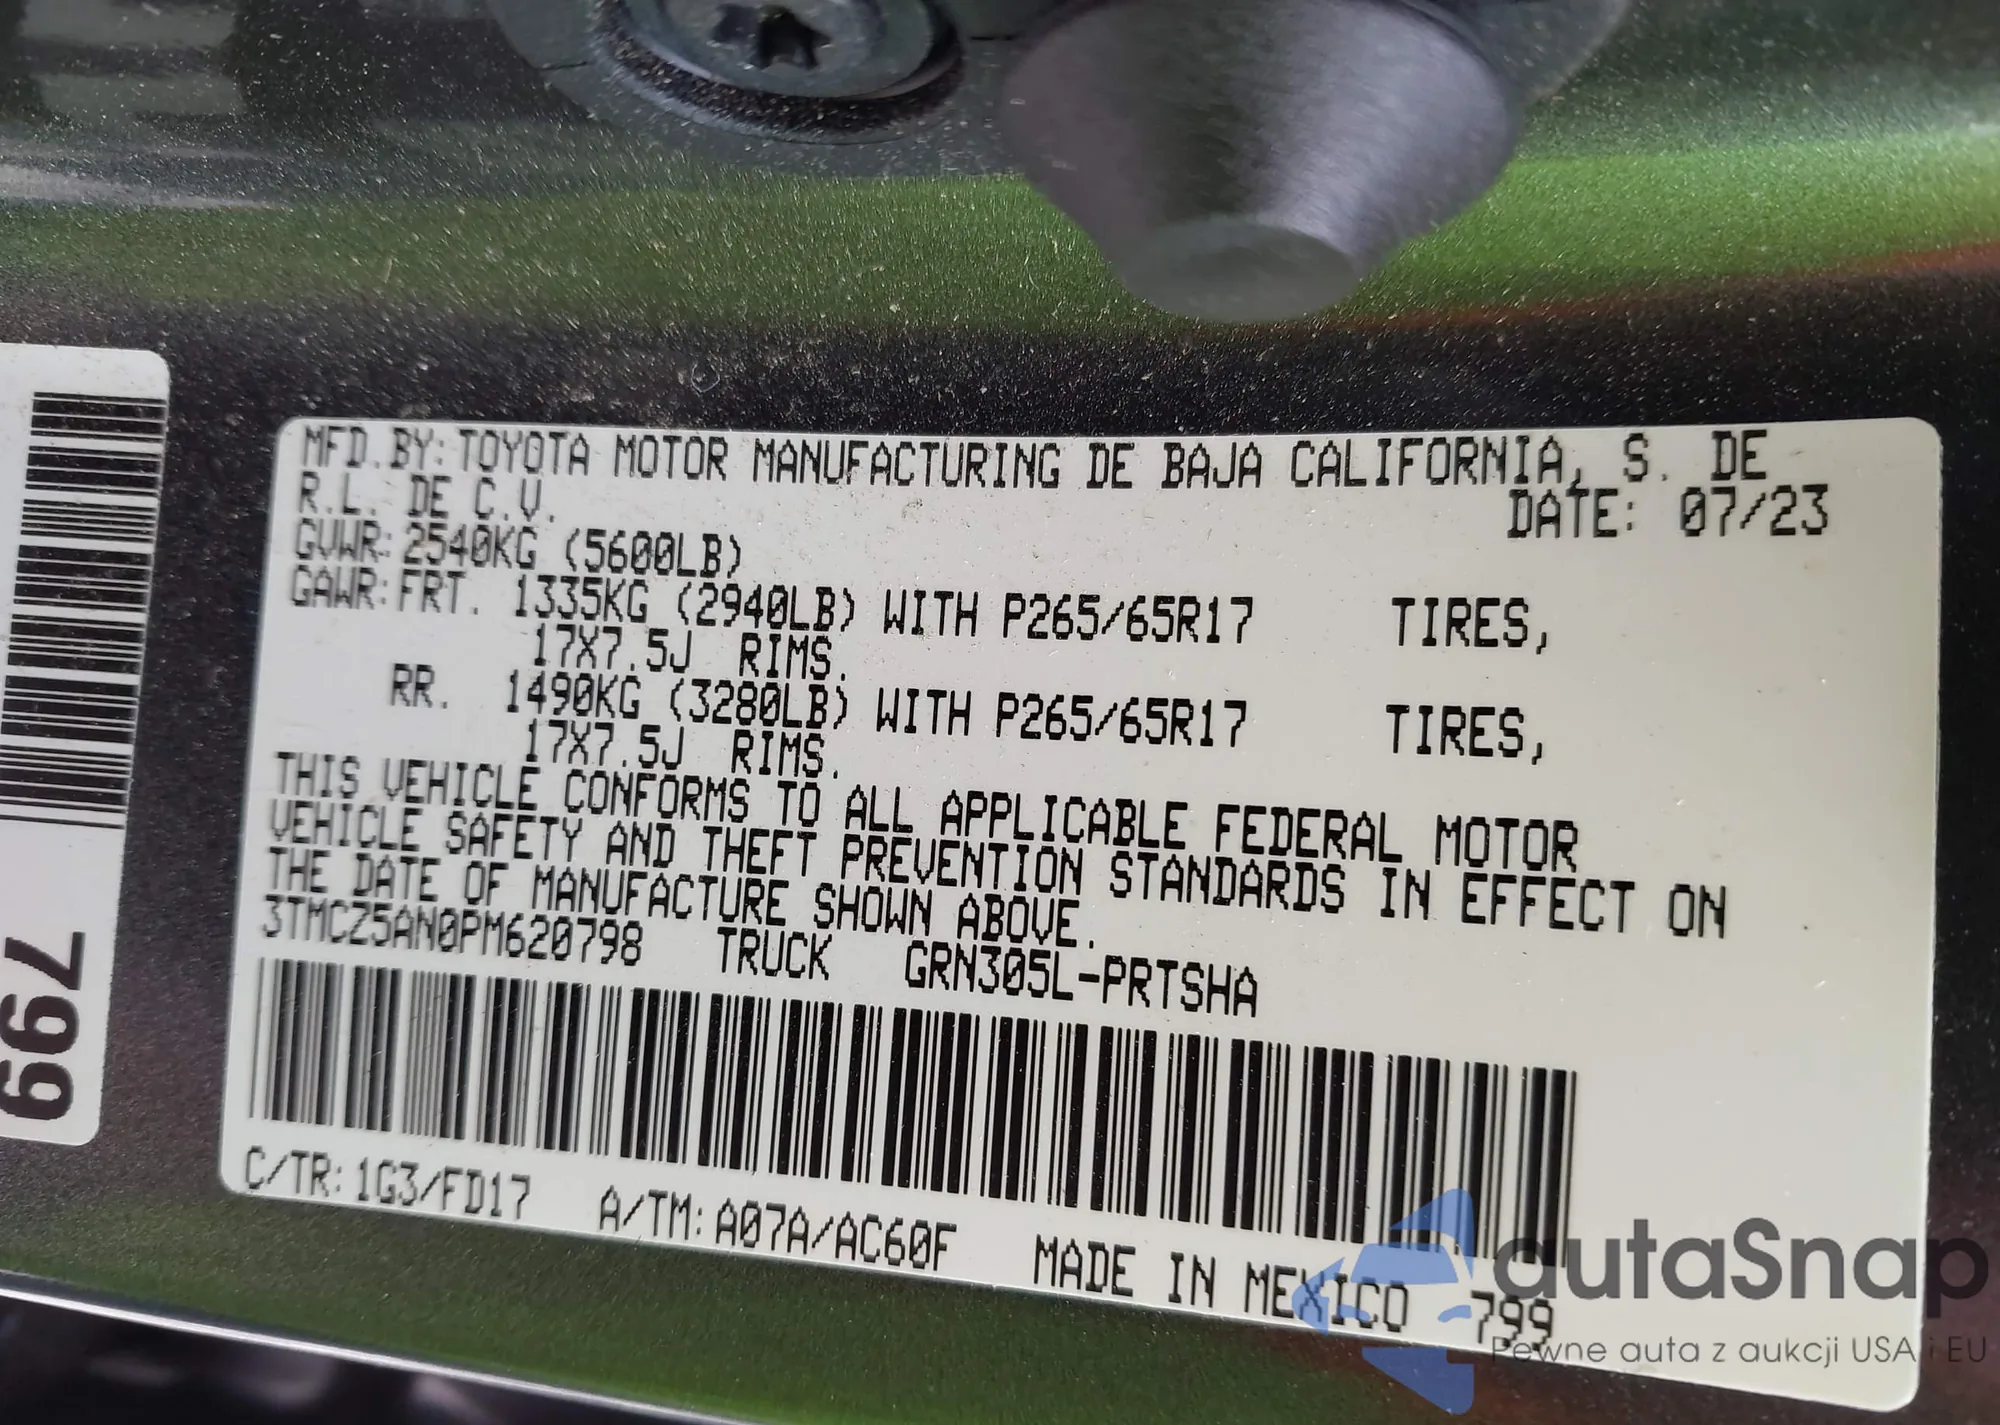 MFD.BY:TOYOTA MOTOR MANUFACTURING DE BAJA CALIFORNIA, S. DE
R.L. DE C.V. DATE: 07/23
GVWR:2540KG (5600LB)
GAWR:FRT. 1335KG (2940LB) WITH P265/65R17 TIRES,
17X7.5J RIMS.
RR. 1490KG (3280LB) WITH P265/65R17 TIRES,
17X7.5J RIMS.
THIS VEHICLE CONFORMS TO ALL APPLICABLE FEDERAL MOTOR
VEHICLE SAFETY AND THEFT PREVENTION STANDARDS IN EFFECT ON
THE DATE OF MANUFACTURE SHOWN ABOVE.
3TMCZ5AN0PM620798 TRUCK GRN305L-PRTSHA
C/TR:1G3/FD17 A/TM:A07A/AC60F MADE IN MEXICO 799
799
autaSnap
Pewne auta z aukcji USA i EU